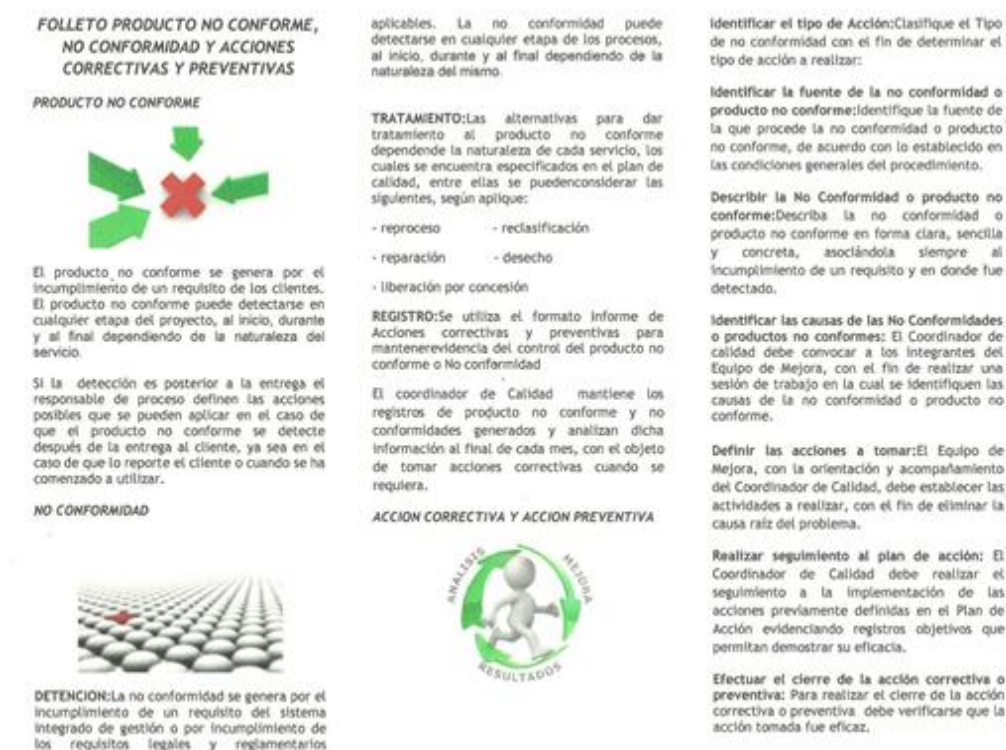 FOLLETO PRODUCTO NO CONFORME,
NO CONFORMIDAD Y ACCIONES
CORRECTIVAS Y PREVENTIVAS
PRODUCTO NO CONFORME
El producto no conforme se genera por el
incumplimiento de un requisito de los clientes.
El producto no conforme puede detectarse en
cualquier etapa del proyecto, al inicio, durante
y al final dependiendo de la naturaleza del
servicio.
Si la detección es posterior a la entrega el
responsable de proceso definen las acciones
posibles que se pueden aplicar en el caso de
que el producto no conforme se detecte
después de la entrega al cliente, ya sea en el
caso de que lo reporte el cliente o cuando se ha
comenzado a utilizar.
NO CONFORMIDAD
DETENCION:La no conformidad se genera por el
incumplimiento de un requisito del sistema
integrado de gestión o por incumplimiento de
los requisitos legales y reglamentarios
aplicables. La no conformidad puede
detectarse en cualquier etapa de los procesos,
al inicio, durante y al final dependiendo de la
naturaleza del mismo.
TRATAMIENTO:Las alternativas para dar
tratamiento al producto no conforme
dependende la naturaleza de cada servicio, los
cuales se encuentra especificados en el plan de
calidad, entre ellas se puedenconsiderar las
siguientes, según aplique:
- reproceso - reclasificación
- reparación - desecho
- liberación por concesión
REGISTRO:Se utiliza el formato Informe de
Acciones correctivas y preventivas para
mantenerevidencia del control del producto no
conforme o No conformidad
El coordinador de Calidad mantiene los
registros de producto no conforme y no
conformidades generados y analizan dicha
información al final de cada mes, con el objeto
de tomar acciones correctivas cuando se
requiera.
ACCION CORRECTIVA Y ACCION PREVENTIVA
ANALISIS
MEJORA
RESULTADOS
Identificar el tipo de Acción:Clasifique el Tipo
de no conformidad con el fin de determinar el
tipo de acción a realizar:
Identificar la fuente de la no conformidad o
producto no conforme:Identifique la fuente de
la que procede la no conformidad o producto
no conforme, de acuerdo con lo establecido en
las condiciones generales del procedimiento.
Describir la No Conformidad o producto no
conforme:Describa la no conformidad o
producto no conforme en forma clara, sencilla
y concreta, asociándola siempre al
incumplimiento de un requisito y en donde fue
detectado.
Identificar las causas de las No Conformidades
o productos no conformes: El Coordinador de
calidad debe convocar a los integrantes del
Equipo de Mejora, con el fin de realizar una
sesión de trabajo en la cual se identifiquen las
causas de la no conformidad o producto no
conforme.
Definir las acciones a tomar:El Equipo de
Mejora, con la orientación y acompañamiento
del Coordinador de Calidad, debe establecer las
actividades a realizar, con el fin de eliminar la
causa raíz del problema.
Realizar seguimiento al plan de acción: El
Coordinador de Calidad debe realizar el
seguimiento a la implementación de las
acciones previamente definidas en el Plan de
Acción evidenciando registros objetivos que
permitan demostrar su eficacia.
Efectuar el cierre de la acción correctiva o
preventiva: Para realizar el cierre de la acción
correctiva o preventiva debe verificarse que la
acción tomada fue eficaz.